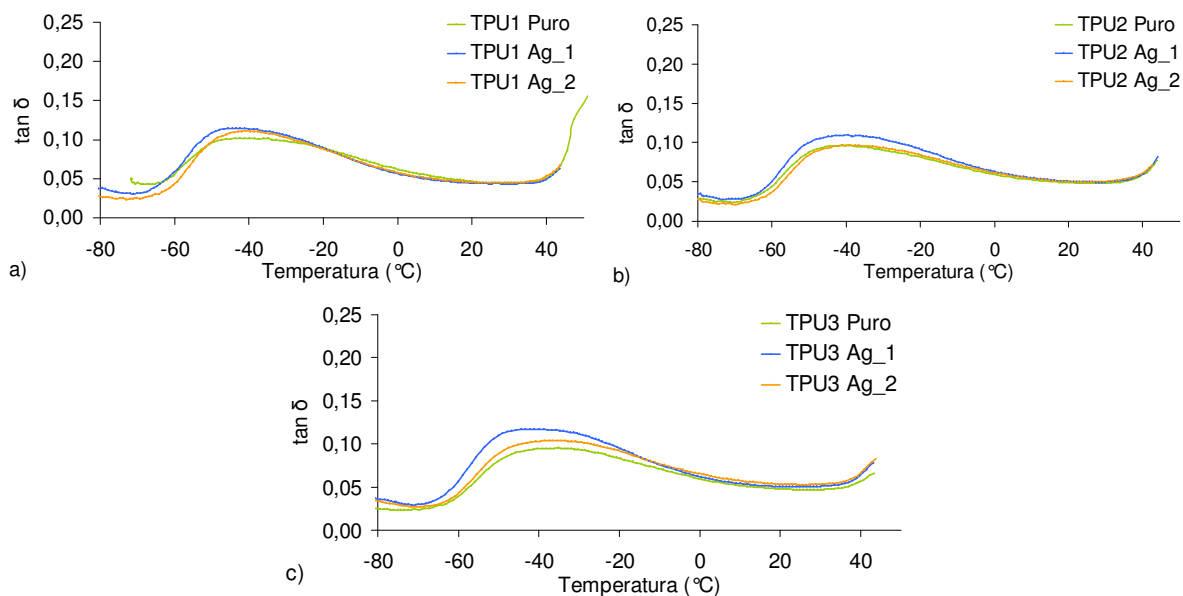 0,25
0,20
0,15
0,10
0,05
0,00
tan δ
-80 -60 -40 -20 0 20 40
Temperatura (°C)
TPU1 Puro
TPU1 Ag_1
TPU1 Ag_2
a)
0,25
0,20
0,15
0,10
0,05
0,00
tan δ
-80 -60 -40 -20 0 20 40
Temperatura (°C)
TPU2 Puro
TPU2 Ag_1
TPU2 Ag_2
b)
0,25
0,20
0,15
0,10
0,05
0,00
tan δ
-80 -60 -40 -20 0 20 40
Temperatura (°C)
TPU3 Puro
TPU3 Ag_1
TPU3 Ag_2
c)